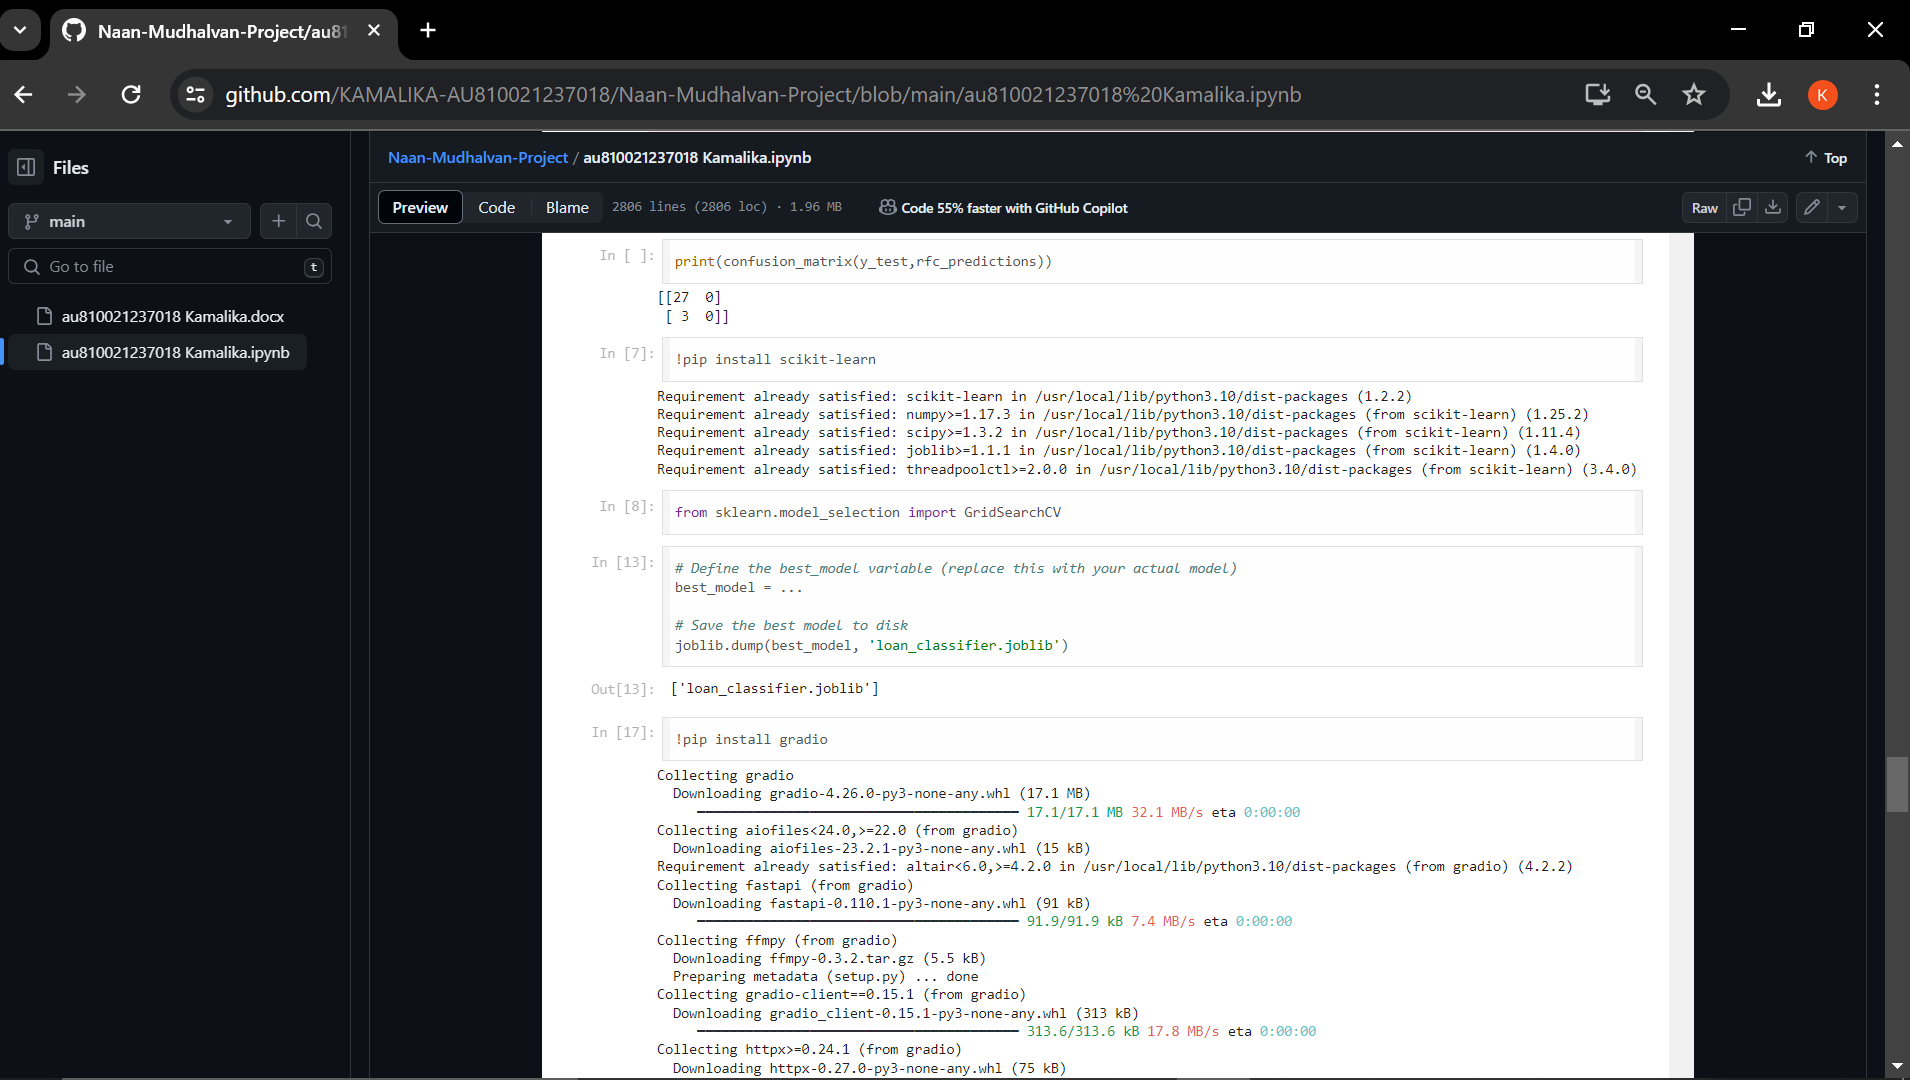 Naan-Mudhalvan-Project/au81
github.com/KAMALIKA-AU810021237018/Naan-Mudhalvan-Project/blob/main/au810021237018%20Kamalika.ipynb
K
Files
main
Go to file
t
au810021237018 Kamalika.docx
au810021237018 Kamalika.ipynb
Naan-Mudhalvan-Project / au810021237018 Kamalika.ipynb
Top
Preview Code Blame 2806 lines (2806 loc) · 1.96 MB Code 55% faster with GitHub Copilot Raw
In [ ]: print(confusion_matrix(y_test,rfc_predictions))
[[27  0]
 [ 3  0]]
In [7]: !pip install scikit-learn
Requirement already satisfied: scikit-learn in /usr/local/lib/python3.10/dist-packages (1.2.2)
Requirement already satisfied: numpy>=1.17.3 in /usr/local/lib/python3.10/dist-packages (from scikit-learn) (1.25.2)
Requirement already satisfied: scipy>=1.3.2 in /usr/local/lib/python3.10/dist-packages (from scikit-learn) (1.11.4)
Requirement already satisfied: joblib>=1.1.1 in /usr/local/lib/python3.10/dist-packages (from scikit-learn) (1.4.0)
Requirement already satisfied: threadpoolctl>=2.0.0 in /usr/local/lib/python3.10/dist-packages (from scikit-learn) (3.4.0)
In [8]: from sklearn.model_selection import GridSearchCV
In [13]: # Define the best_model variable (replace this with your actual model)
best_model = ...
# Save the best model to disk
joblib.dump(best_model, 'loan_classifier.joblib')
Out[13]: ['loan_classifier.joblib']
In [17]: !pip install gradio
Collecting gradio
  Downloading gradio-4.26.0-py3-none-any.whl (17.1 MB)
17.1/17.1 MB 32.1 MB/s eta 0:00:00
Collecting aiofiles<24.0,>=22.0 (from gradio)
  Downloading aiofiles-23.2.1-py3-none-any.whl (15 kB)
Requirement already satisfied: altair<6.0,>=4.2.0 in /usr/local/lib/python3.10/dist-packages (from gradio) (4.2.2)
Collecting fastapi (from gradio)
  Downloading fastapi-0.110.1-py3-none-any.whl (91 kB)
91.9/91.9 kB 7.4 MB/s eta 0:00:00
Collecting ffmpy (from gradio)
  Downloading ffmpy-0.3.2.tar.gz (5.5 kB)
  Preparing metadata (setup.py) ... done
Collecting gradio-client==0.15.1 (from gradio)
  Downloading gradio_client-0.15.1-py3-none-any.whl (313 kB)
313.6/313.6 kB 17.8 MB/s eta 0:00:00
Collecting httpx>=0.24.1 (from gradio)
  Downloading httpx-0.27.0-py3-none-any.whl (75 kB)